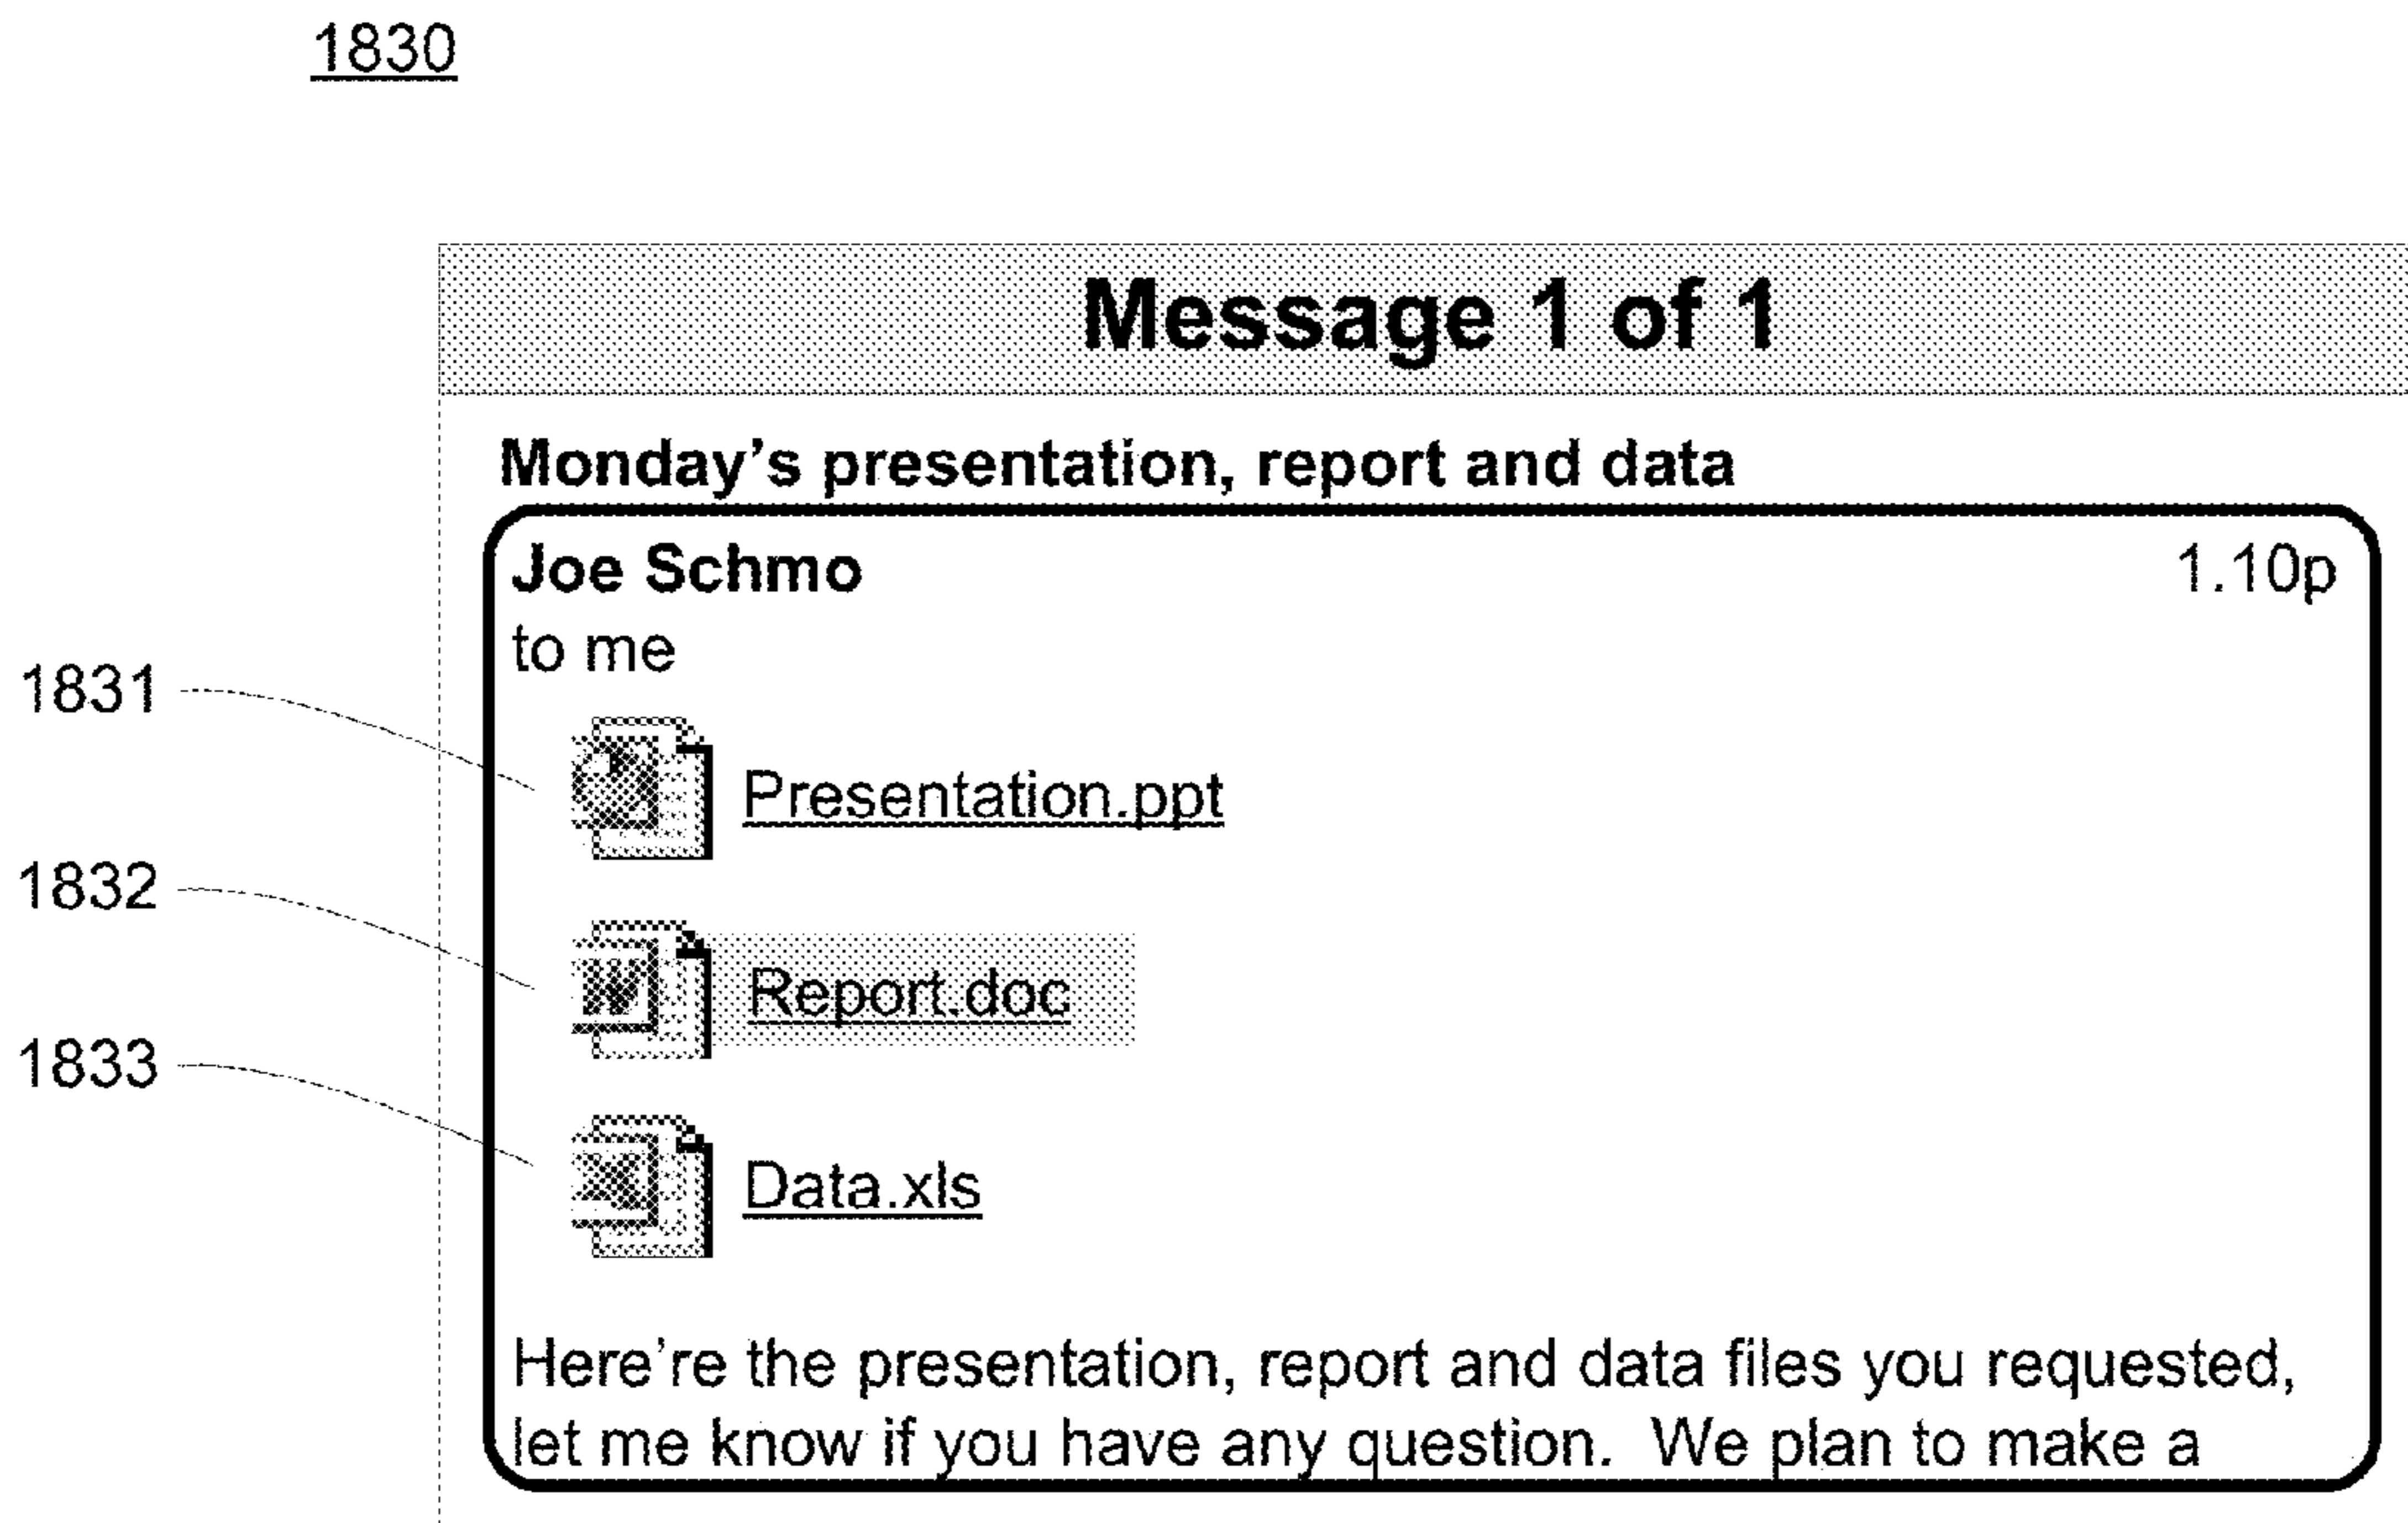 1830
Message 1 of 1
Monday's presentation, report and data
Joe Schmo 1.10p
to me
1831
Presentation.ppt
1832
Report.doc
1833
Data.xls
Here're the presentation, report and data files you requested,
let me know if you have any question. We plan to make a